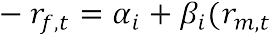 − r_{f,t} = α_i + β_i(r_{m,t}